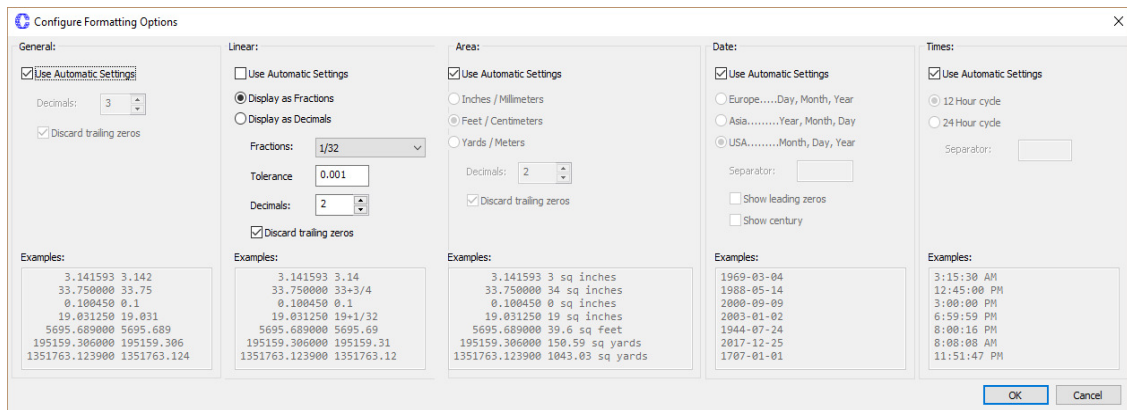 Configure Formatting Options
General:
Use Automatic Settings
Decimals: 3
Discard trailing zeros
Examples:
3.141593 3.142
33.750000 33.75
0.100450 0.1
19.031250 19.031
5695.689000 5695.689
195159.306000 195159.306
1351763.123900 1351763.124
Linear:
Use Automatic Settings
Display as Fractions
Display as Decimals
Fractions: 1/32
Tolerance 0.001
Decimals: 2
Discard trailing zeros
Examples:
3.141593 3.14
33.750000 33+3/4
0.100450 0.1
19.031250 19+1/32
5695.689000 5695.69
195159.306000 195159.31
1351763.123900 1351763.12
Area:
Use Automatic Settings
Inches / Millimeters
Feet / Centimeters
Yards / Meters
Decimals: 2
Discard trailing zeros
Examples:
3.141593 3 sq inches
33.750000 34 sq inches
0.100450 0 sq inches
19.031250 19 sq inches
5695.689000 39.6 sq feet
195159.306000 150.59 sq yards
1351763.123900 1043.03 sq yards
Date:
Use Automatic Settings
Europe.....Day, Month, Year
Asia.........Year, Month, Day
USA.........Month, Day, Year
Separator:
Show leading zeros
Show century
Examples:
1969-03-04
1988-05-14
2000-09-09
2003-01-02
1944-07-24
2017-12-25
1707-01-01
Times:
Use Automatic Settings
12 Hour cycle
24 Hour cycle
Separator:
Examples:
3:15:30 AM
12:45:00 PM
3:00:00 PM
6:59:59 PM
8:00:16 PM
8:08:08 AM
11:51:47 PM
OK
Cancel